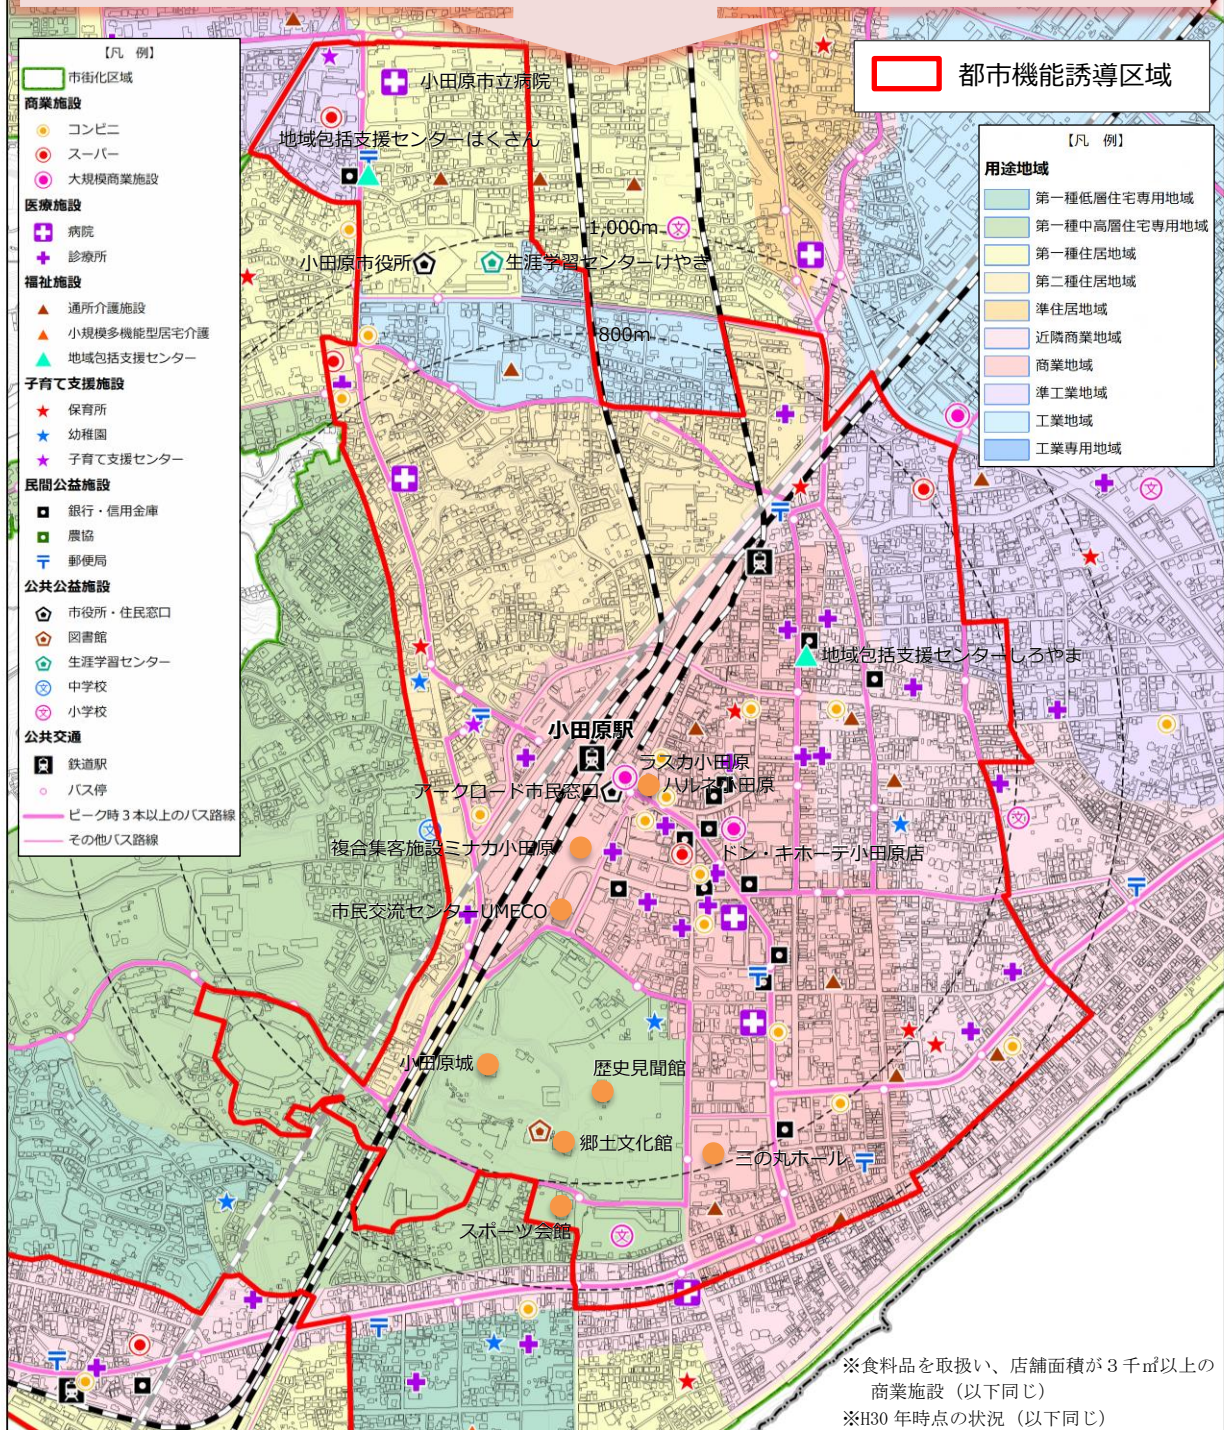 【凡　例】
市街化区域
商業施設
コンビニ
スーパー
大規模商業施設
医療施設
病院
診療所
福祉施設
通所介護施設
小規模多機能型居宅介護
地域包括支援センター
子育て支援施設
保育所
幼稚園
子育て支援センター
民間公益施設
銀行・信用金庫
農協
郵便局
公共公益施設
市役所・住民窓口
図書館
生涯学習センター
中学校
小学校
公共交通
鉄道駅
バス停
ピーク時３本以上のバス路線
その他バス路線
都市機能誘導区域
【凡　例】
用途地域
第一種低層住宅専用地域
第一種中高層住宅専用地域
第一種住居地域
第二種住居地域
準住居地域
近隣商業地域
商業地域
準工業地域
工業地域
工業専用地域
小田原市立病院
地域包括支援センターはくさん
1,000m
文
小田原市役所
生涯学習センターけやき
800m
文
地域包括支援センターしろやま
小田原駅
ラスカ小田原
ハルネ小田原
アークロード市民窓口
文
文
複合集客施設ミナカ小田原
ドン・キホーテ小田原店
市民交流センターUMECO
小田原城
歴史見聞館
郷土文化館
三の丸ホール
スポーツ会館
文
※食料品を取扱い、店舗面積が３千㎡以上の
商業施設（以下同じ）
※H30 年時点の状況（以下同じ）